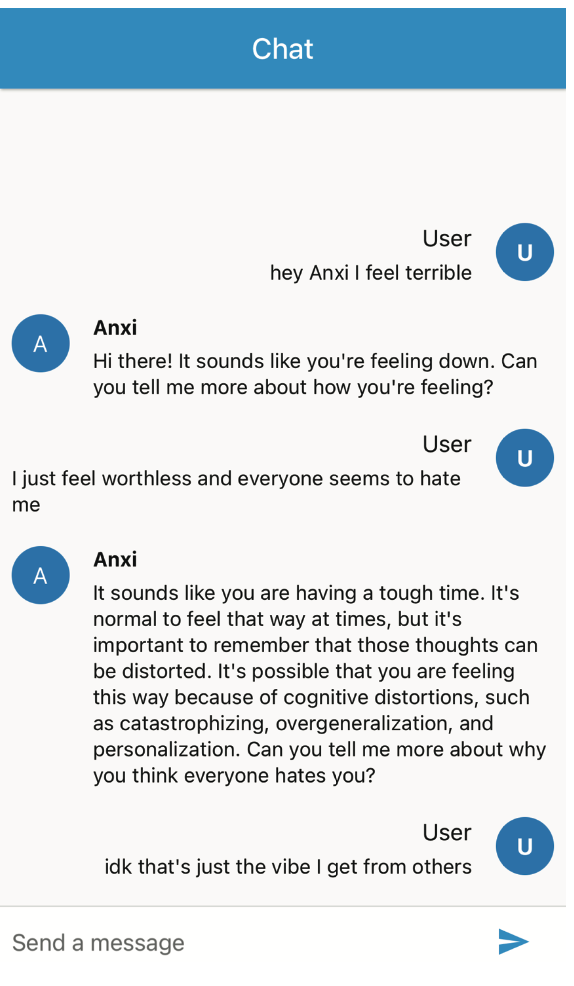 Chat
User
U
hey Anxi I feel terrible
A
Anxi
Hi there! It sounds like you're feeling down. Can
you tell me more about how you're feeling?
User
U
I just feel worthless and everyone seems to hate
me
A
Anxi
It sounds like you are having a tough time. It's
normal to feel that way at times, but it's
important to remember that those thoughts can
be distorted. It's possible that you are feeling
this way because of cognitive distortions, such
as catastrophizing, overgeneralization, and
personalization. Can you tell me more about why
you think everyone hates you?
User
U
idk that's just the vibe I get from others
Send a message